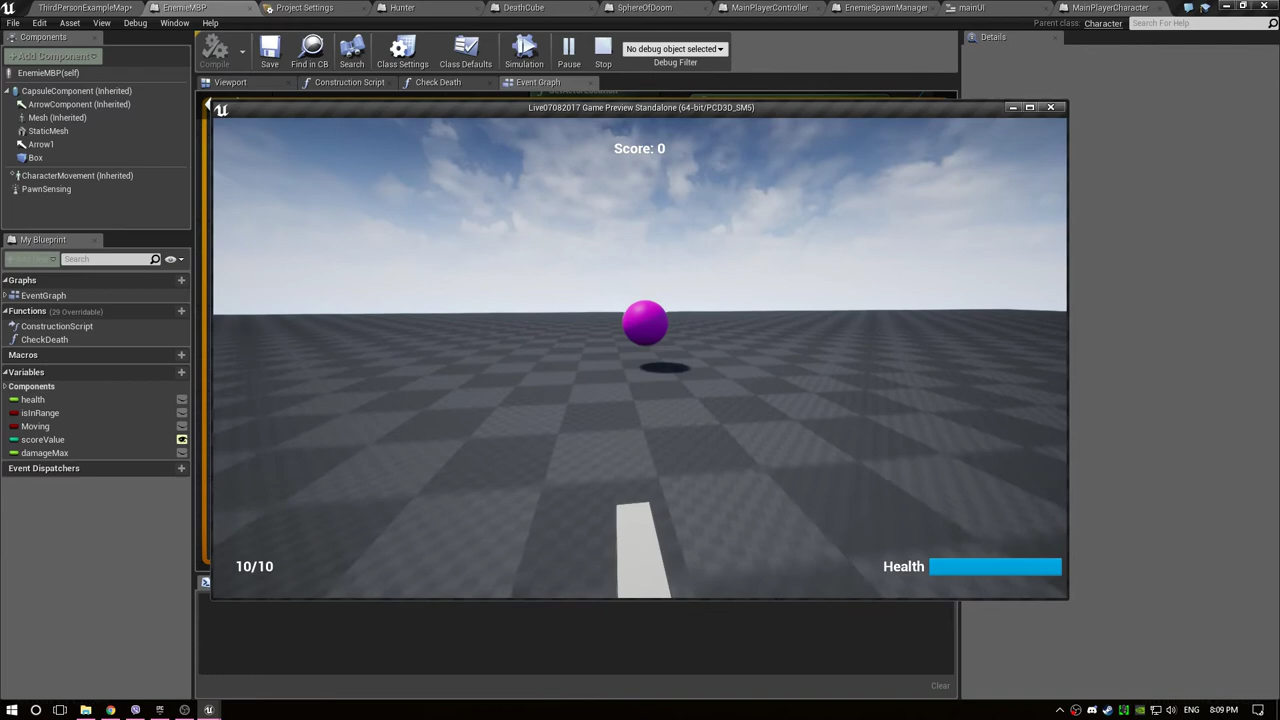 ThirdPersonExampleMap*
EnemieMBP
Project Settings
Hunter
DeathCube
SphereOfDoom
MainPlayerController
EnemieSpawnManager
mainUI
MainPlayerCharacter
File Edit Asset View Debug Window Help
Parent class: Character
Search For Help
Components
Details
Add Component
Compile
Save
Find in CB
Search
Class Settings
Class Defaults
Simulation
Pause
Stop
No debug object selected
Debug Filter
EnemieMBP(self)
Viewport
Construction Script
Check Death
Event Graph
CapsuleComponent (Inherited)
ArrowComponent (Inherited)
Mesh (Inherited)
StaticMesh
Arrow1
Box
CharacterMovement (Inherited)
PawnSensing
Live07082017 Game Preview Standalone (64-bit/PCD3D_SM5)
Score: 0
My Blueprint
Search
Graphs
EventGraph
Functions (29 Overridable)
ConstructionScript
CheckDeath
Macros
Variables
Components
health
isInRange
Moving
scoreValue
damageMax
Event Dispatchers
10/10
Health
Clear
ENG
8:09 PM